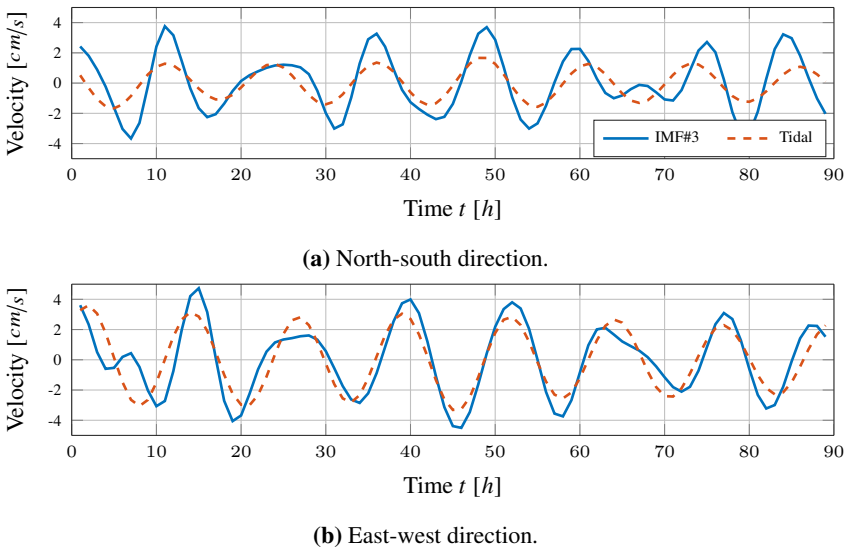 4
2
0
-2
-4
Velocity [cm/s]
IMF#3 Tidal
0 10 20 30 40 50 60 70 80 90
Time t [h]
(a) North-south direction.
4
2
0
-2
-4
Velocity [cm/s]
0 10 20 30 40 50 60 70 80 90
Time t [h]
(b) East-west direction.